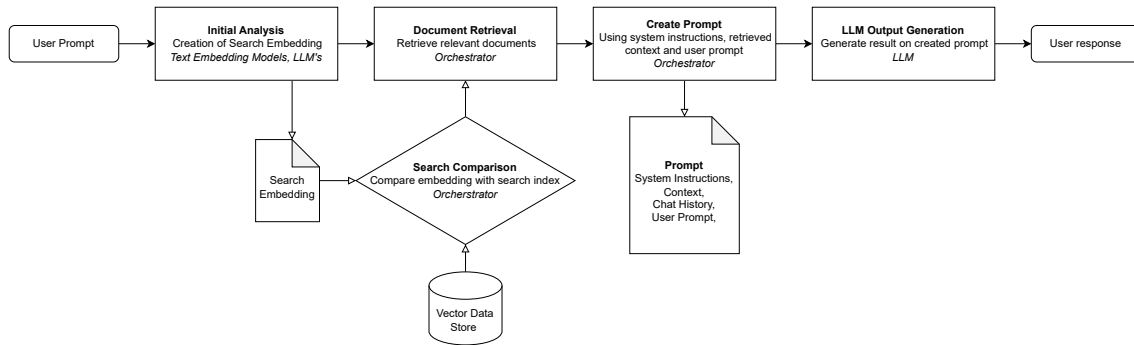 User Prompt
Initial Analysis
Creation of Search Embedding
Text Embedding Models, LLM's
Document Retrieval
Retrieve relevant documents
Orchestrator
Create Prompt
Using system instructions, retrieved
context and user prompt
Orchestrator
LLM Output Generation
Generate result on created prompt
LLM
User response
Search
Embedding
Search Comparison
Compare embedding with search index
Orcherstrator
Prompt
System Instructions,
Context,
Chat History,
User Prompt,
Vector Data
Store